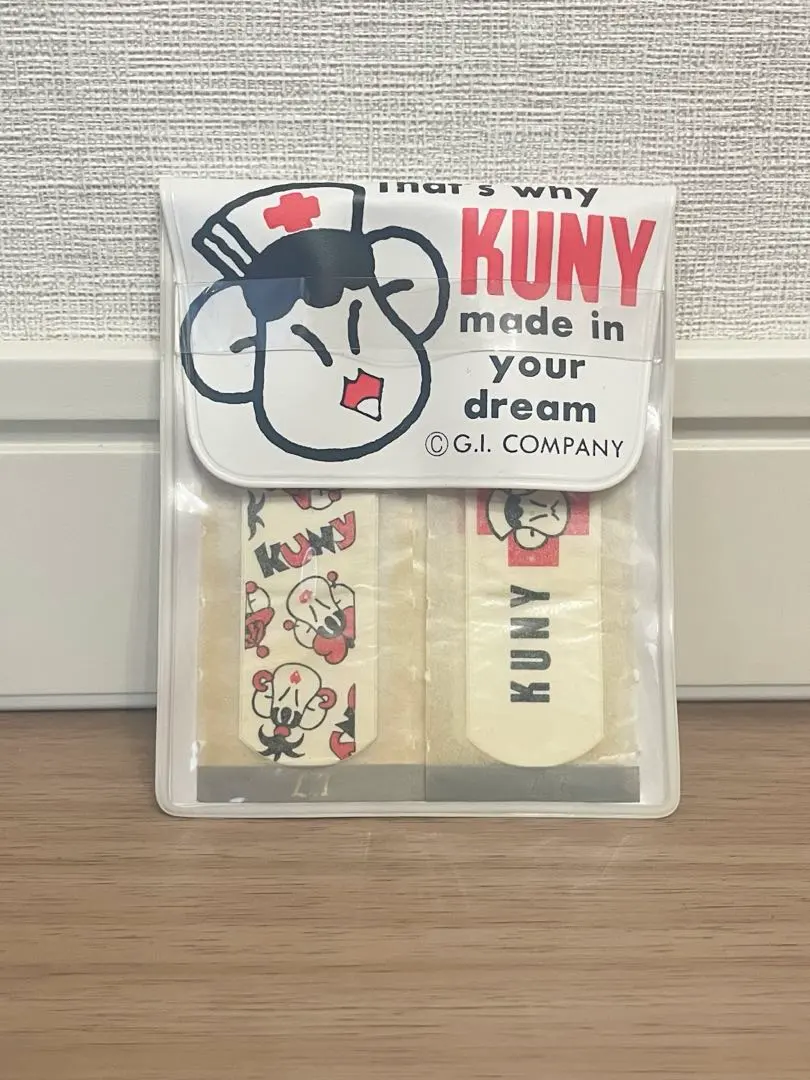 That's why
KUNY
made in
your
dream
©G.I. COMPANY
KUNY
KUNY